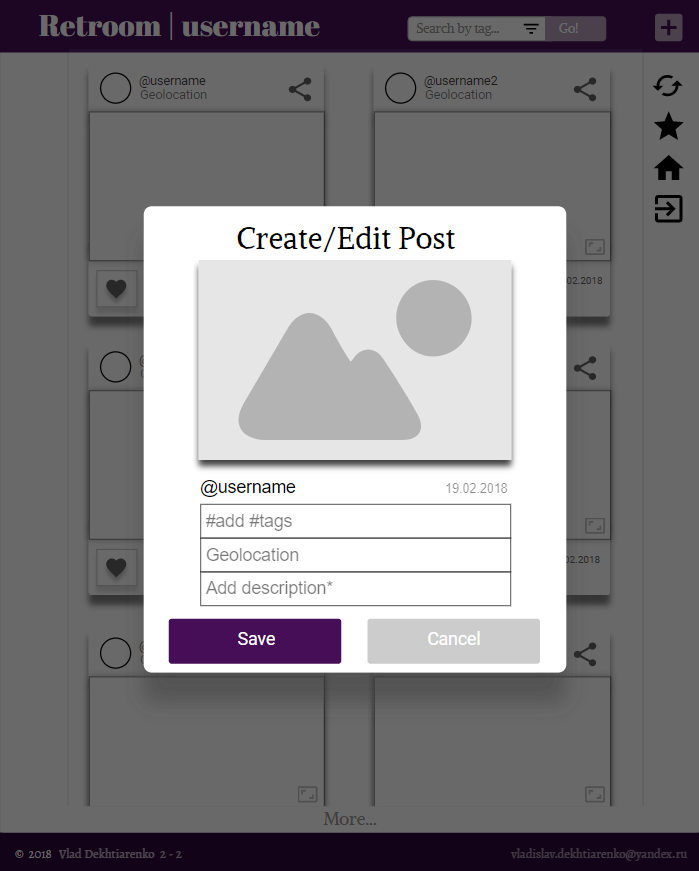 Retroom | username
Search by tag...
Go!
@username
Geolocation
@username2
Geolocation
Create/Edit Post
02.2018
@username
19.02.2018
#add #tags
Geolocation
Add description*
02.2018
Save
Cancel
More...
© 2018 Vlad Dekhtiarenko 2 - 2
vladislav.dekhtiarenko@yandex.ru